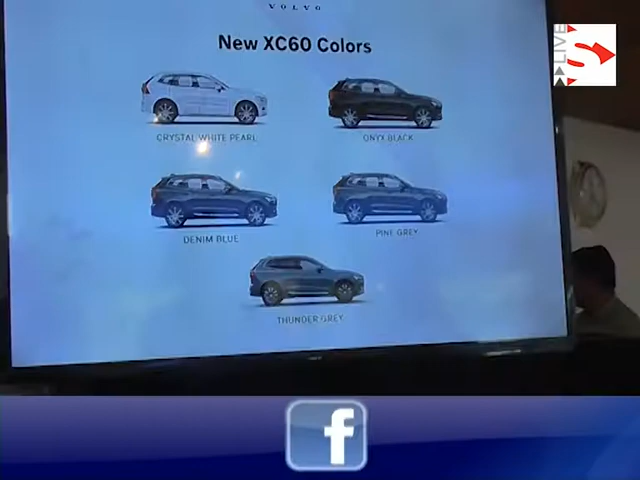 VOLVO
New XC60 Colors
CRYSTAL WHITE PEARL
ONYX BLACK
DENIM BLUE
PINE GREY
THUNDER GREY
LIVE
f